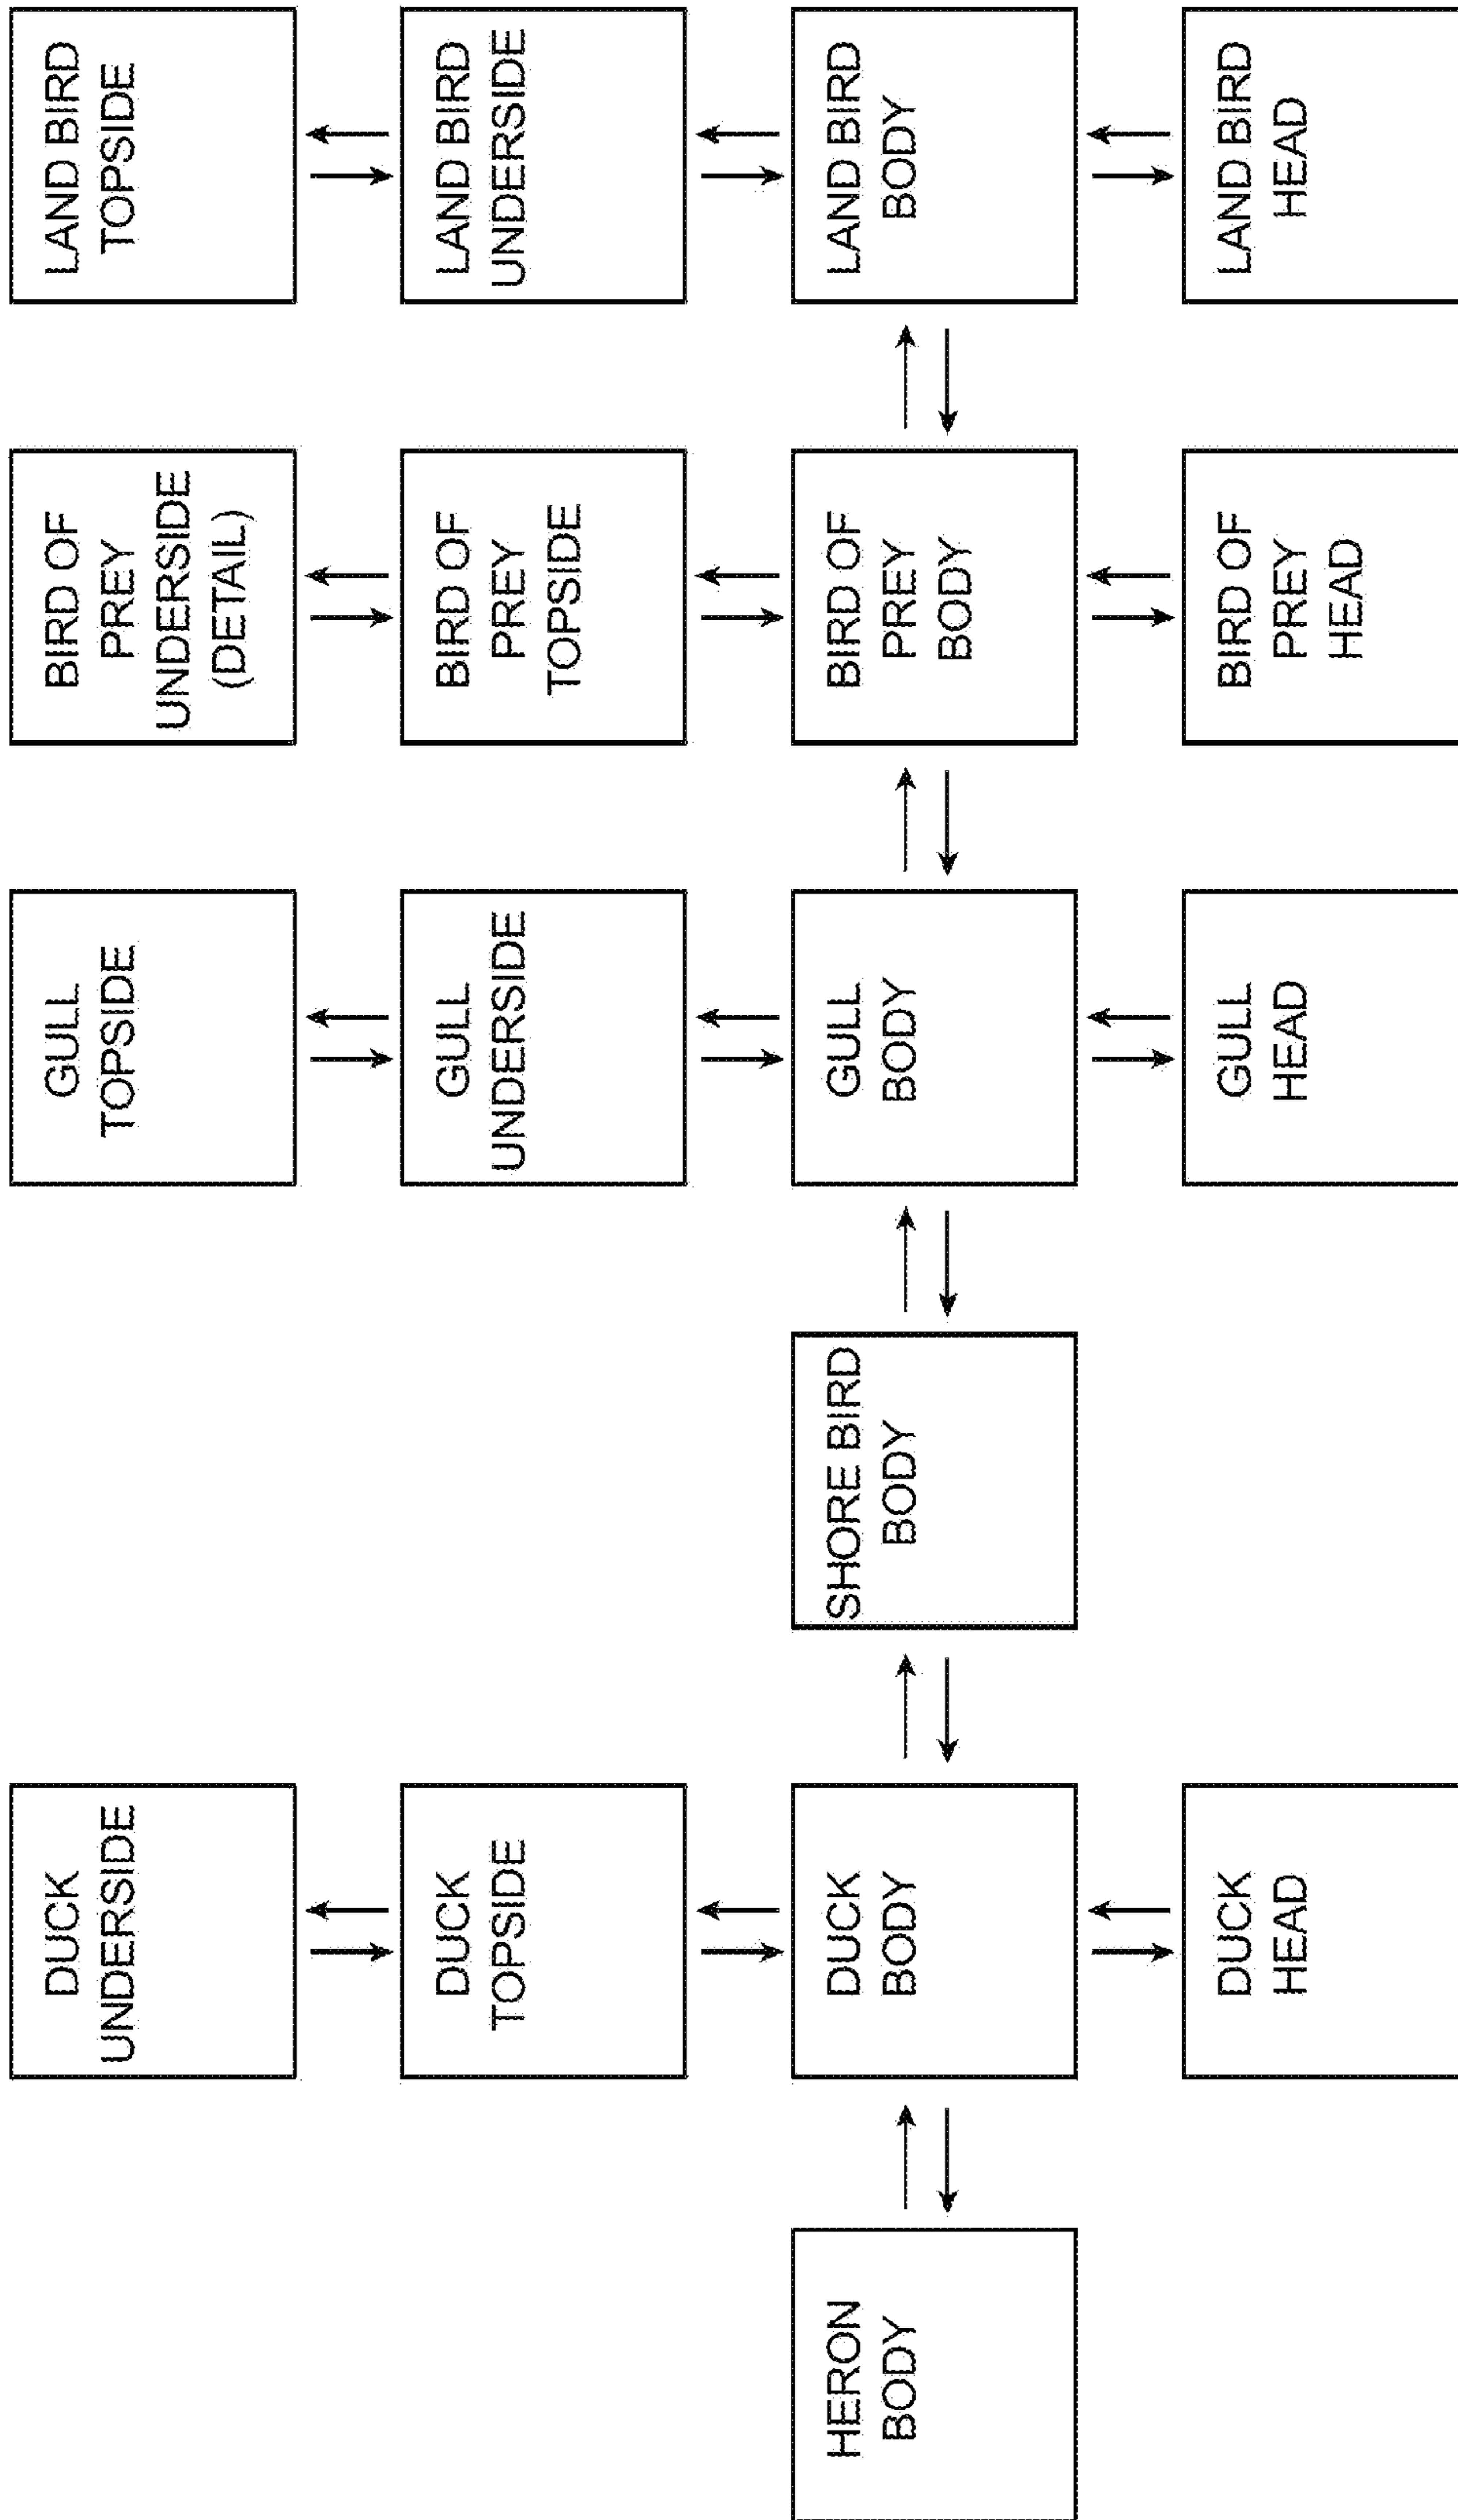 DUCK
UNDERSIDE
GULL
TOPSIDE
BIRD OF
PREY
UNDERSIDE
(DETAIL)
LAND BIRD
TOPSIDE
DUCK
TOPSIDE
GULL
UNDERSIDE
BIRD OF
PREY
TOPSIDE
LAND BIRD
UNDERSIDE
HERON
BODY
DUCK
BODY
SHORE BIRD
BODY
GULL
BODY
BIRD OF
PREY
BODY
LAND BIRD
BODY
DUCK
HEAD
GULL
HEAD
BIRD OF
PREY
HEAD
LAND BIRD
HEAD